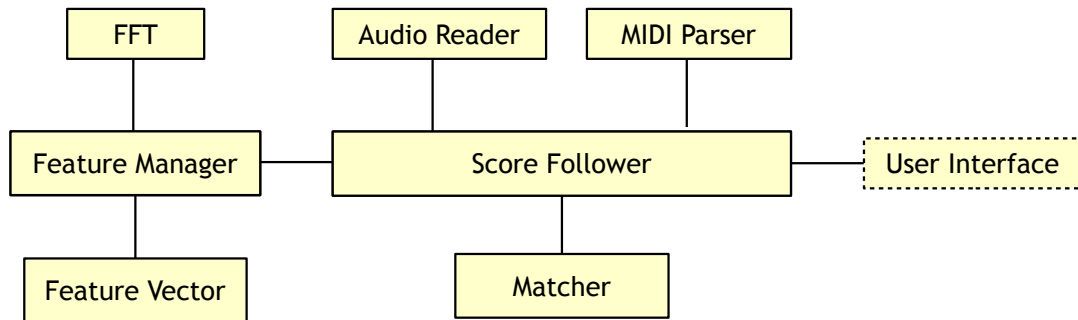 FFT
Audio Reader
MIDI Parser
Feature Manager
Score Follower
User Interface
Feature Vector
Matcher